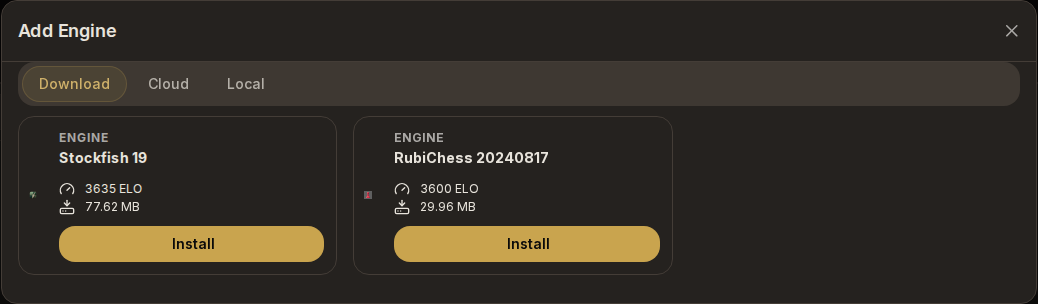 Add Engine
Download
Cloud
Local
ENGINE
Stockfish 19
3635 ELO
77.62 MB
Install
ENGINE
RubiChess 20240817
3600 ELO
29.96 MB
Install